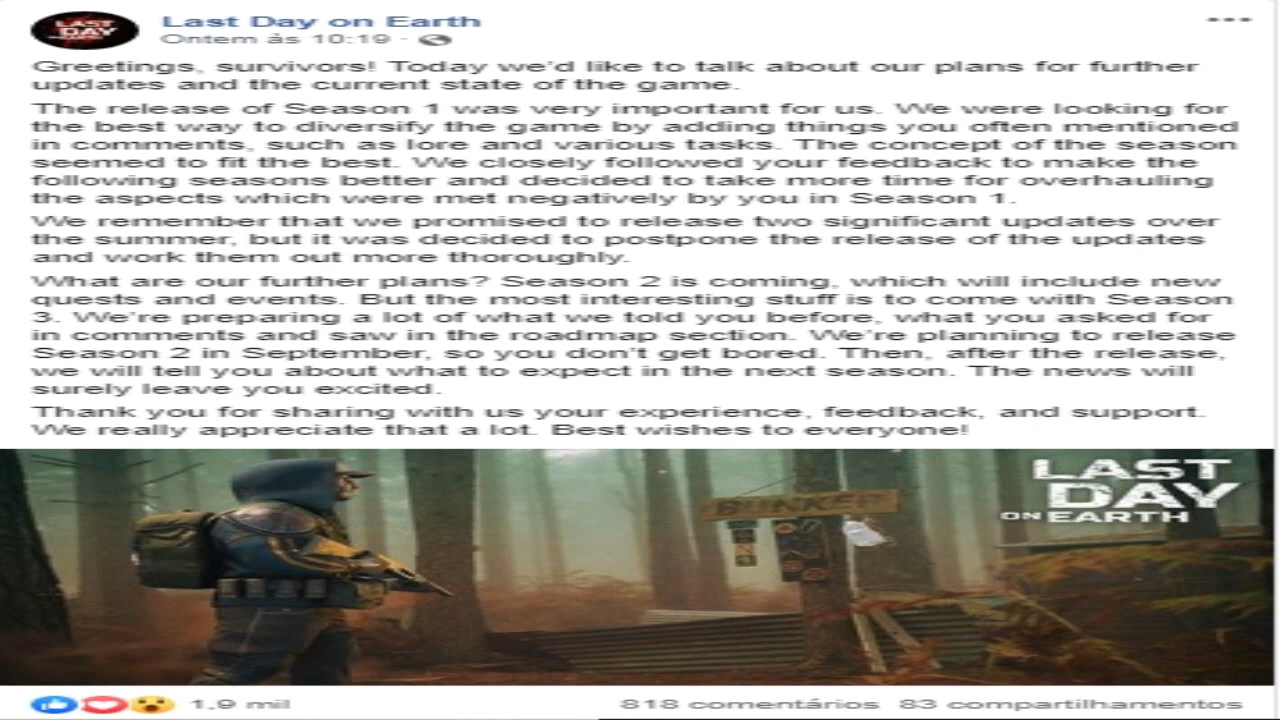 LAST
DAY
Last Day on Earth
Ontem às 10:19 ·
Greetings, survivors! Today we'd like to talk about our plans for further
updates and the current state of the game.
The release of Season 1 was very important for us. We were looking for
the best way to diversify the game by adding things you often mentioned
in comments, such as lore and various tasks. The concept of the season
seemed to fit the best. We closely followed your feedback to make the
following seasons better and decided to take more time for overhauling
the aspects which were met negatively by you in Season 1.
We remember that we promised to release two significant updates over
the summer, but it was decided to postpone the release of the updates
and work them out more thoroughly.
What are our further plans? Season 2 is coming, which will include new
quests and events. But the most interesting stuff is to come with Season
3. We're preparing a lot of what we told you before, what you asked for
in comments and saw in the roadmap section. We're planning to release
Season 2 in September, so you don't get bored. Then, after the release,
we will tell you about what to expect in the next season. The news will
surely leave you excited.
Thank you for sharing with us your experience, feedback, and support.
We really appreciate that a lot. Best wishes to everyone!
BUNKER
LAST
DAY
ON EARTH
1,9 mil
818 comentários 83 compartilhamentos